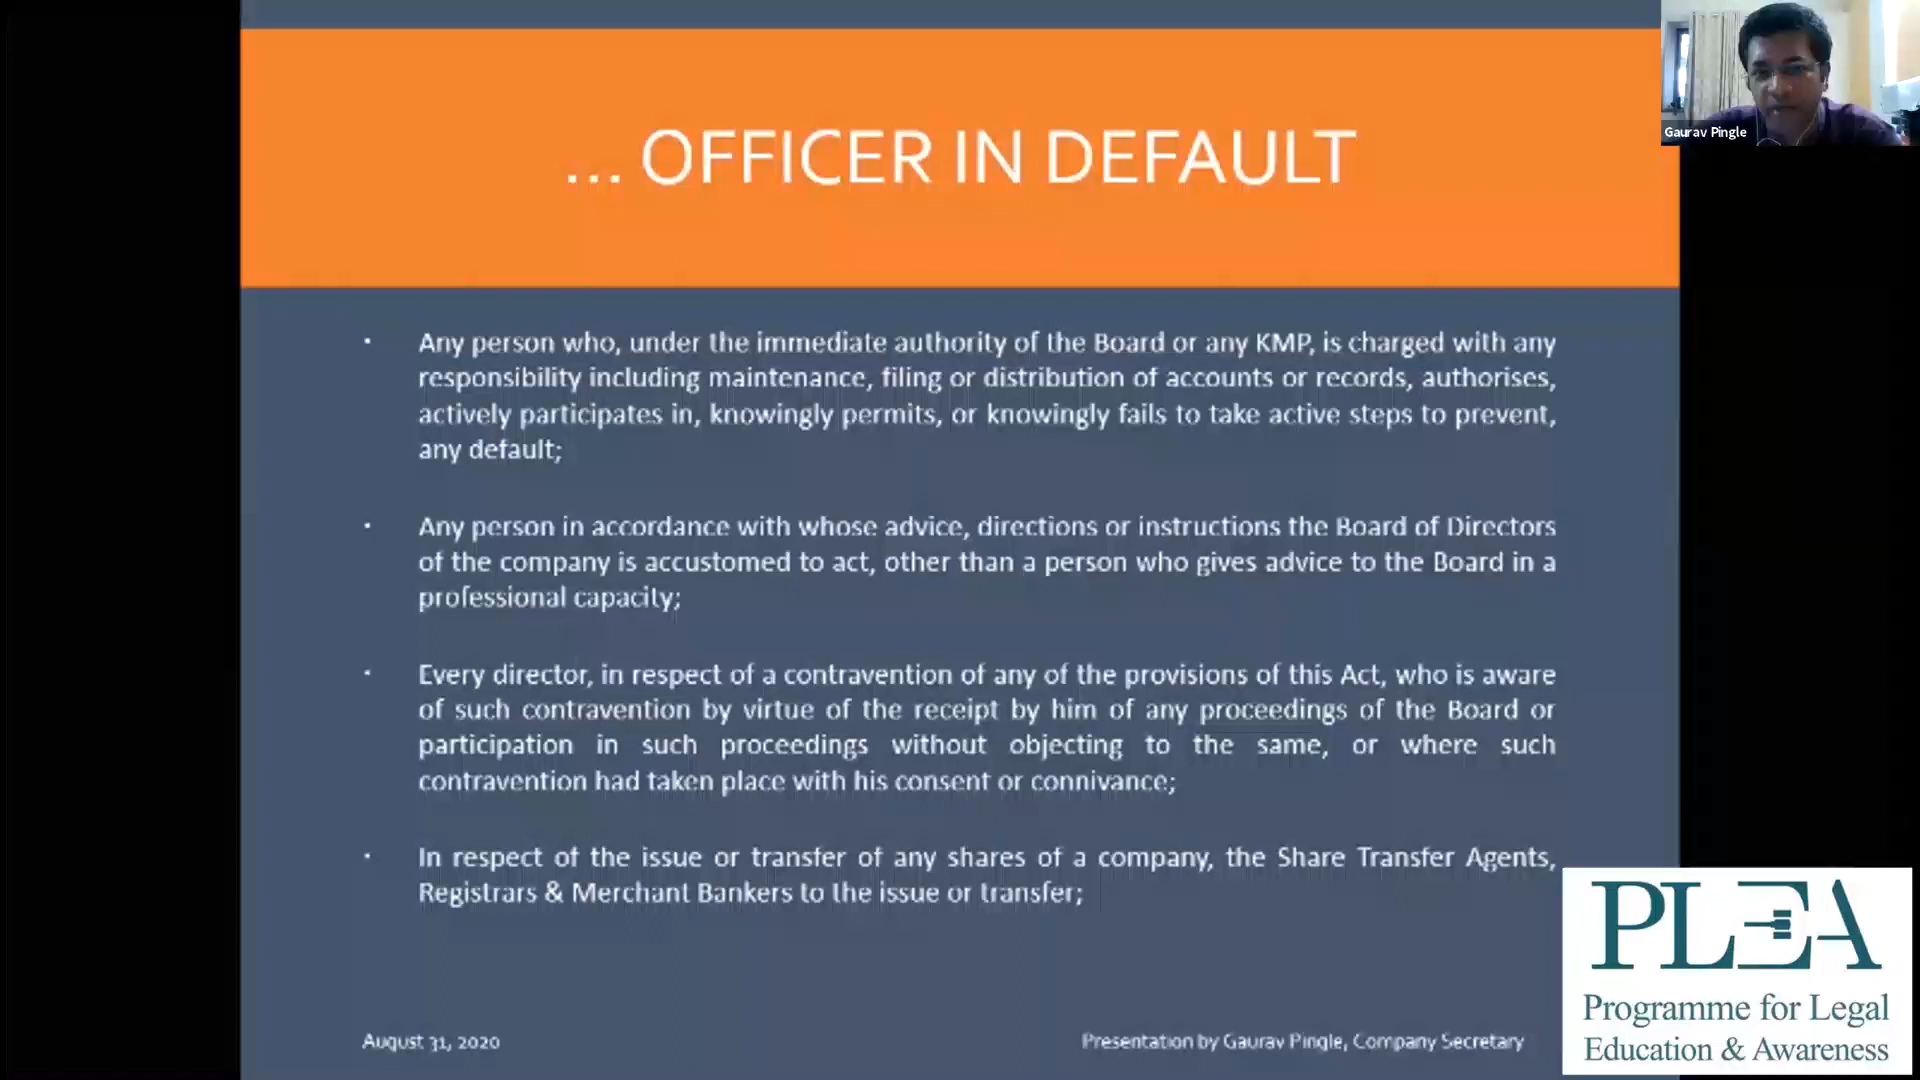 ... OFFICER IN DEFAULT
Gaurav Pingle
• Any person who, under the immediate authority of the Board or any KMP, is charged with any
responsibility including maintenance, filing or distribution of accounts or records, authorises,
actively participates in, knowingly permits, or knowingly fails to take active steps to prevent,
any default;
• Any person in accordance with whose advice, directions or instructions the Board of Directors
of the company is accustomed to act, other than a person who gives advice to the Board in a
professional capacity;
• Every director, in respect of a contravention of any of the provisions of this Act, who is aware
of such contravention by virtue of the receipt by him of any proceedings of the Board or
participation in such proceedings without objecting to the same, or where such
contravention had taken place with his consent or connivance;
• In respect of the issue or transfer of any shares of a company, the Share Transfer Agents,
Registrars & Merchant Bankers to the issue or transfer;
August 31, 2020
Presentation by Gaurav Pingle, Company Secretary
PLEA
Programme for Legal
Education & Awareness